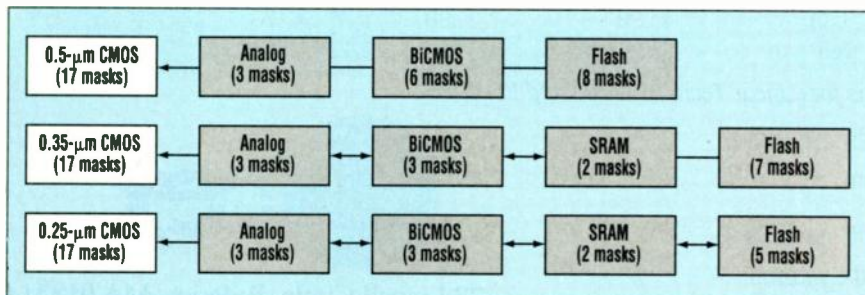 0.5-μm CMOS
(17 masks)
Analog
(3 masks)
BiCMOS
(6 masks)
Flash
(8 masks)
0.35-μm CMOS
(17 masks)
Analog
(3 masks)
BiCMOS
(3 masks)
SRAM
(2 masks)
Flash
(7 masks)
0.25-μm CMOS
(17 masks)
Analog
(3 masks)
BiCMOS
(3 masks)
SRAM
(2 masks)
Flash
(5 masks)